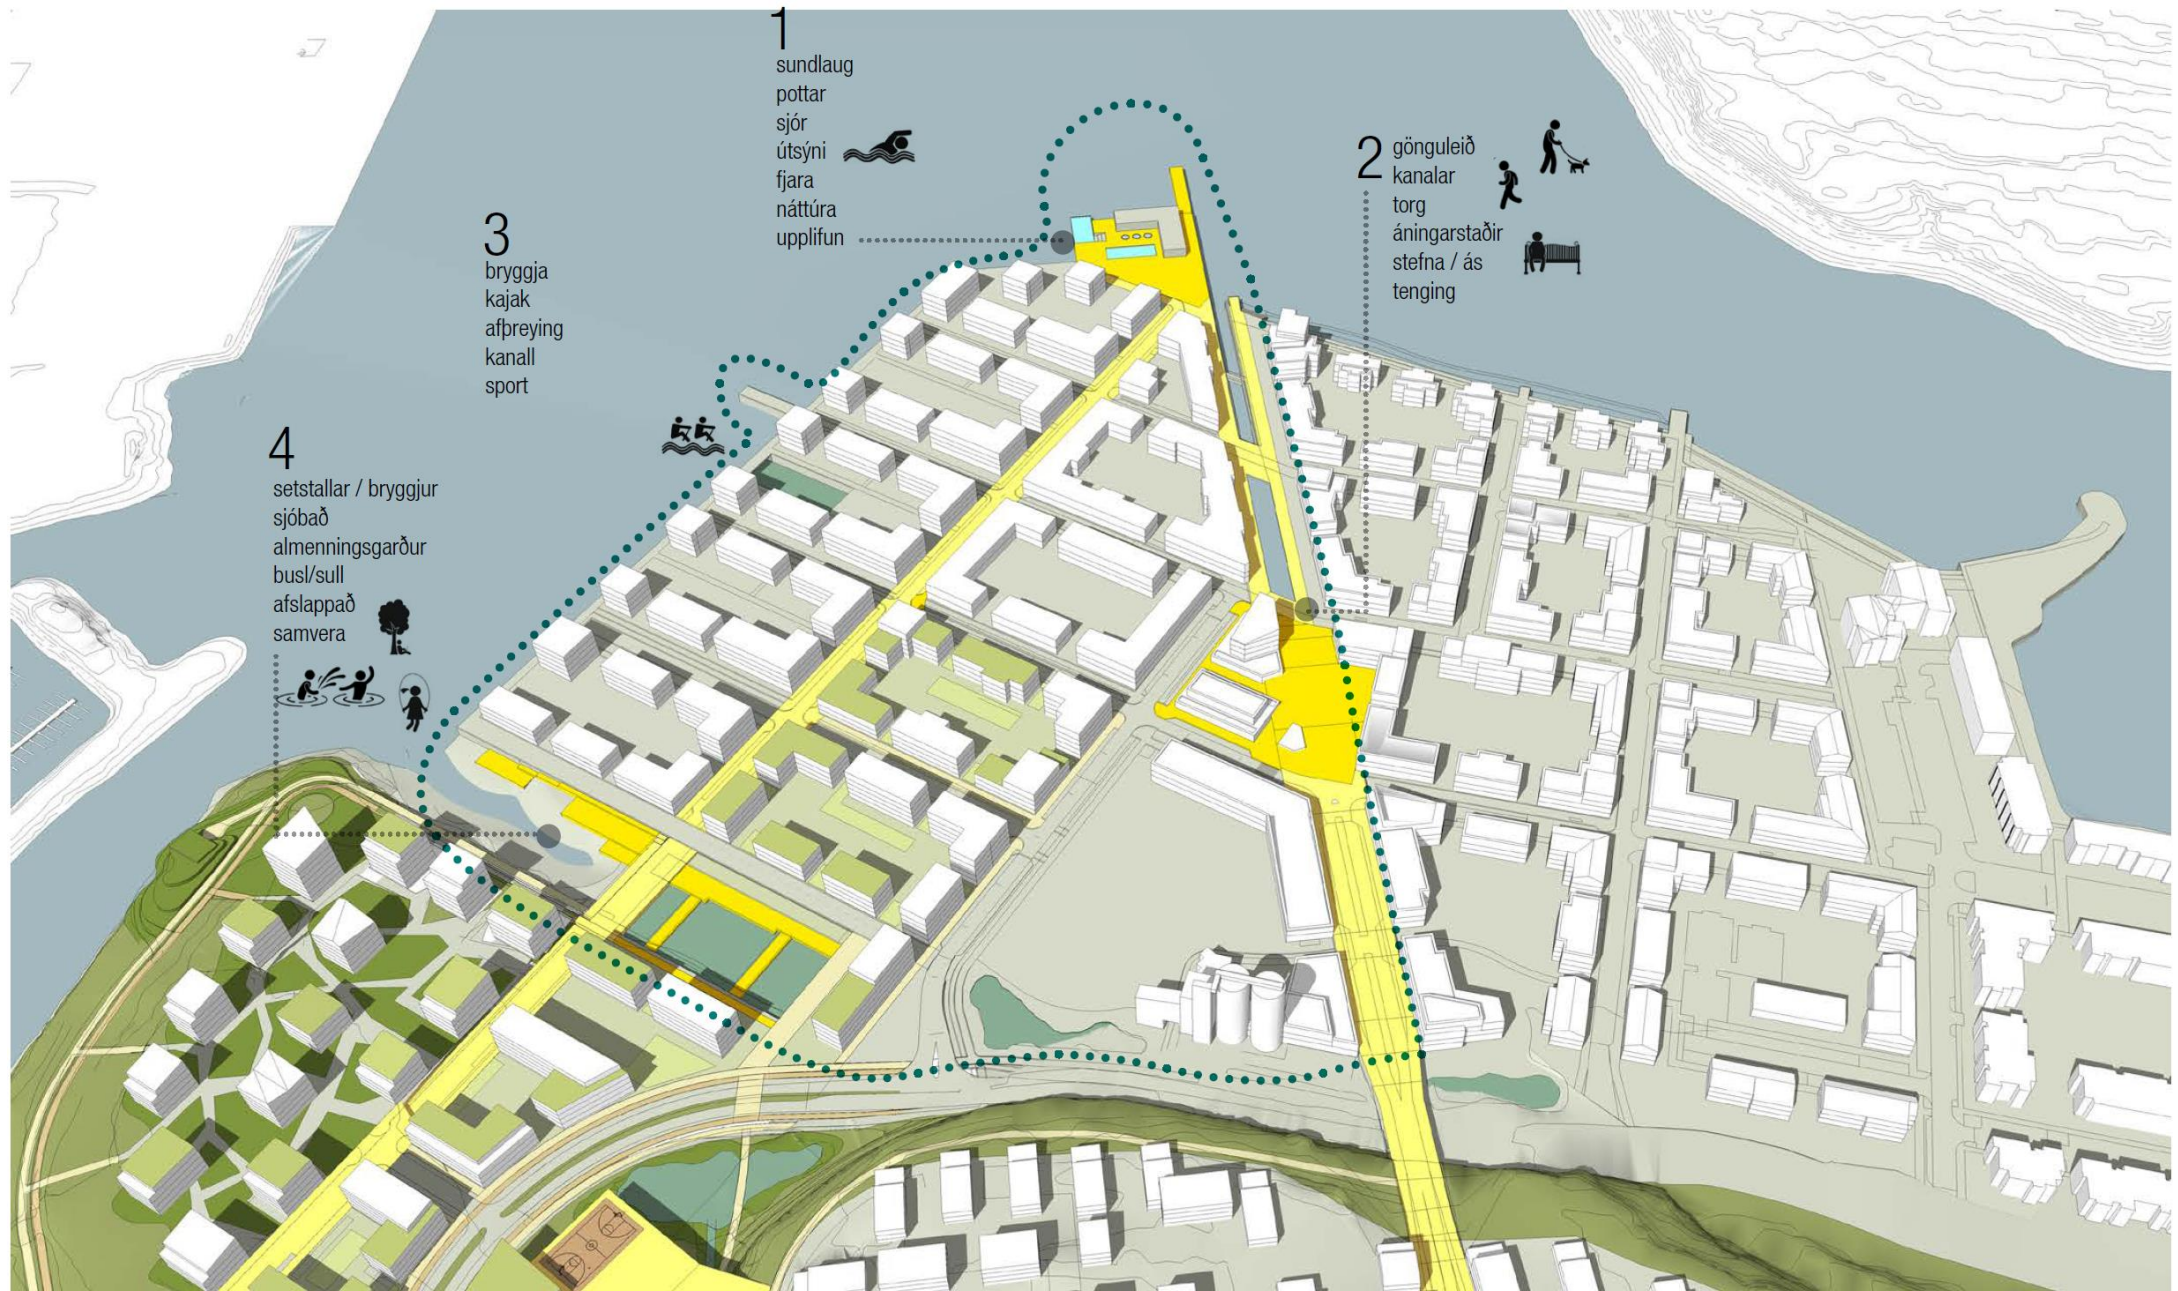 1
sundlaug
pottar
sjór
útsýni
fjara
náttúra
upplifun
2
gönguleið
kanalar
torg
áningarstaðir
stefna / ás
tenging
3
bryggja
kajak
afþreying
kanall
sport
4
setstallar / bryggjur
sjóbað
almenningsgarður
busl/sull
afslappað
samvera